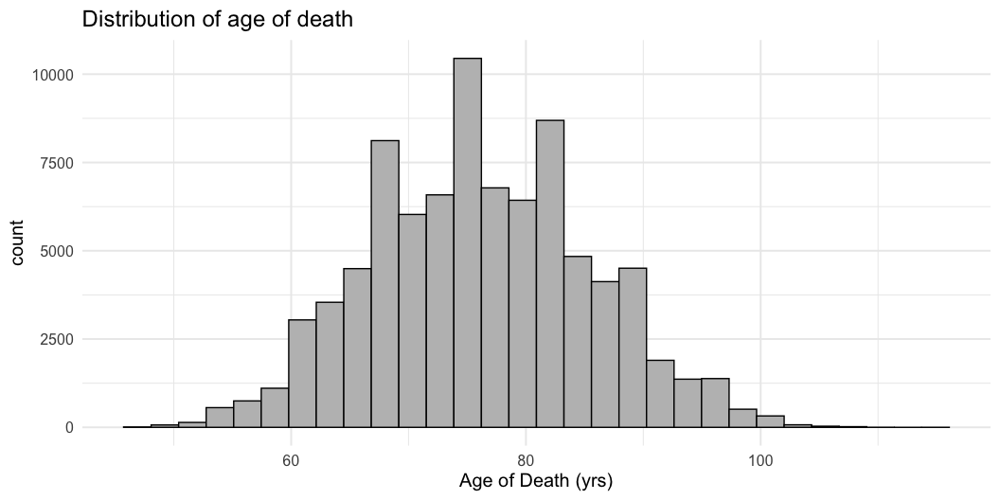 Distribution of age of death
10000
7500
5000
2500
0
count
60 80 100
Age of Death (yrs)